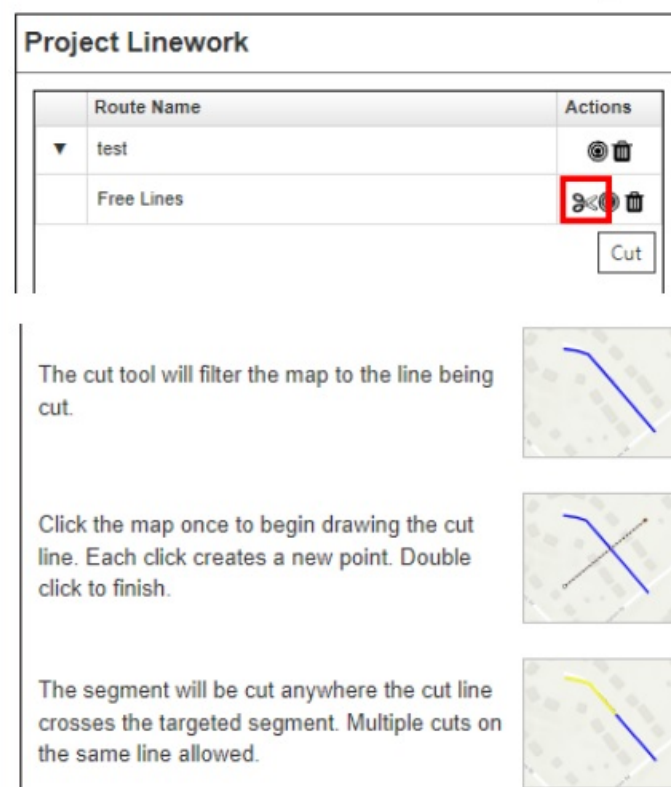 Project Linework
Route Name Actions
test
Free Lines
Cut
The cut tool will filter the map to the line being
cut.
Click the map once to begin drawing the cut
line. Each click creates a new point. Double
click to finish.
The segment will be cut anywhere the cut line
crosses the targeted segment. Multiple cuts on
the same line allowed.